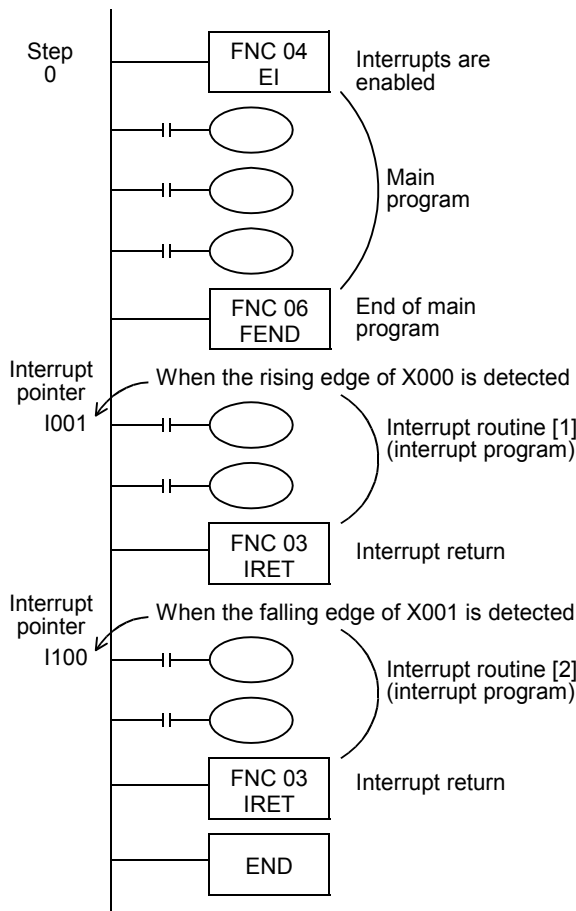 Step
0
FNC 04
EI
Interrupts are
enabled
Main
program
FNC 06
FEND
End of main
program
Interrupt
pointer
I001
When the rising edge of X000 is detected
Interrupt routine [1]
(interrupt program)
FNC 03
IRET
Interrupt return
Interrupt
pointer
I100
When the falling edge of X001 is detected
Interrupt routine [2]
(interrupt program)
FNC 03
IRET
Interrupt return
END